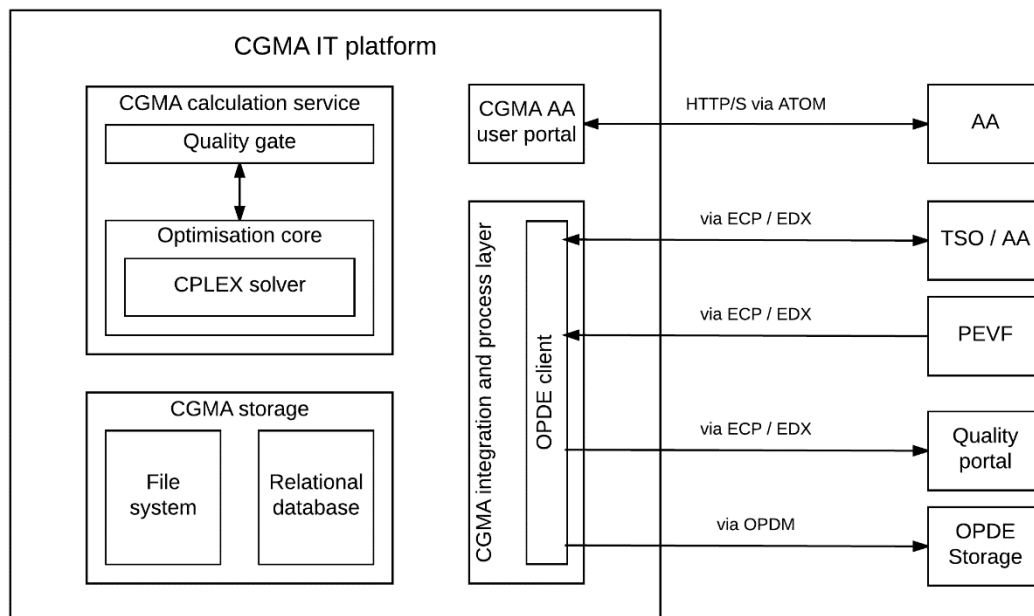 CGMA IT platform
CGMA calculation service
Quality gate
Optimisation core
CPLEX solver
CGMA storage
File
system
Relational
database
CGMA AA
user portal
CGMA integration and process layer
OPDE client
HTTP/S via ATOM
AA
via ECP / EDX
TSO / AA
via ECP / EDX
PEVF
via ECP / EDX
Quality
portal
via OPDM
OPDE
Storage